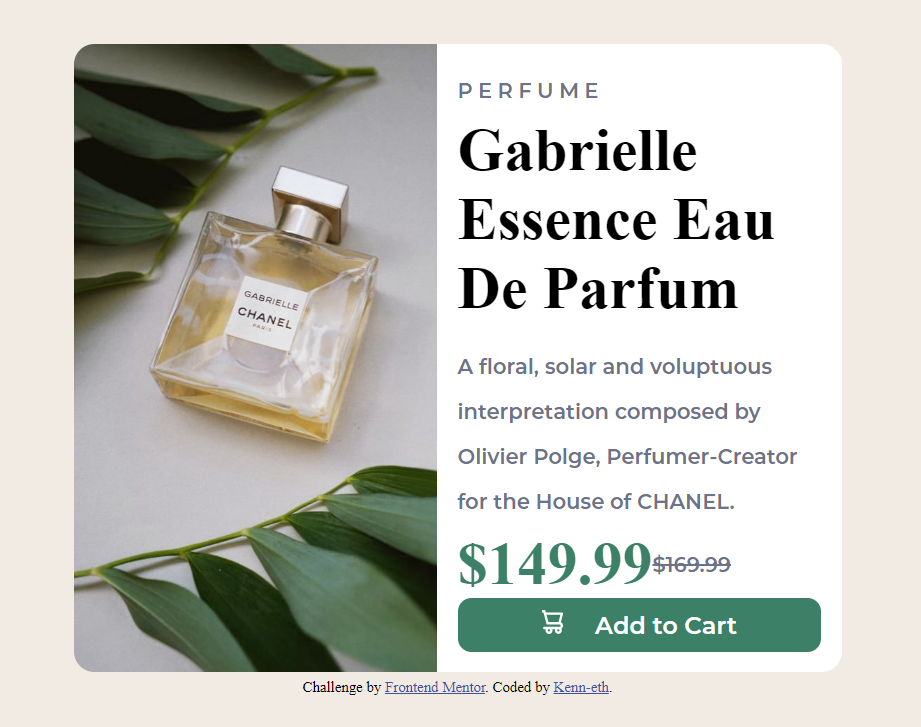 PERFUME
Gabrielle
Essence Eau
De Parfum
GABRIELLE
CHANEL
PARIS
A floral, solar and voluptuous
interpretation composed by
Olivier Polge, Perfumer-Creator
for the House of CHANEL.
$149.99 $169.99
Add to Cart
Challenge by Frontend Mentor. Coded by Kenn-eth.